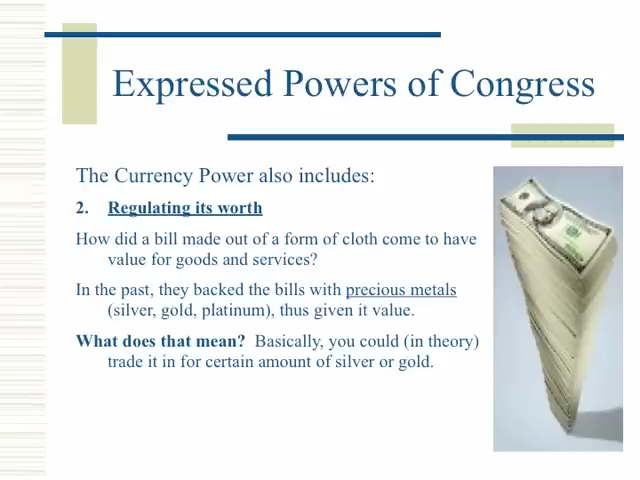 Expressed Powers of Congress
The Currency Power also includes:
2. Regulating its worth
How did a bill made out of a form of cloth come to have
value for goods and services?
In the past, they backed the bills with precious metals
(silver, gold, platinum), thus given it value.
What does that mean? Basically, you could (in theory)
trade it in for certain amount of silver or gold.